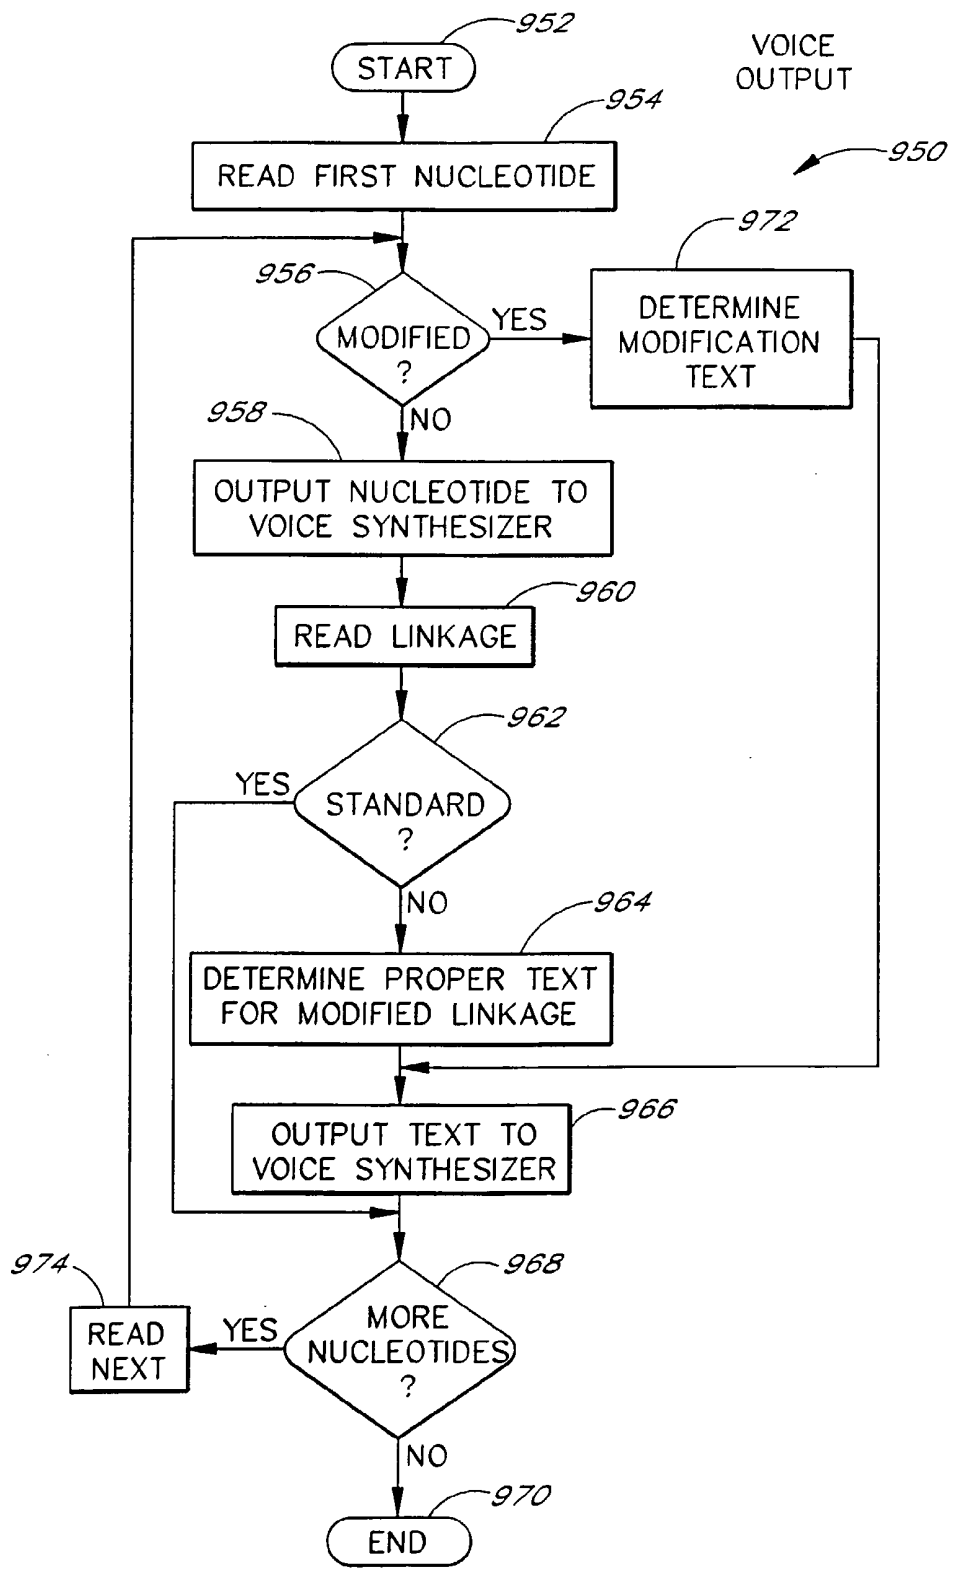 952
START
VOICE
OUTPUT
954
950
READ FIRST NUCLEOTIDE
972
956
MODIFIED
?
YES
DETERMINE
MODIFICATION
TEXT
958
NO
OUTPUT NUCLEOTIDE TO
VOICE SYNTHESIZER
960
READ LINKAGE
962
YES
STANDARD
?
NO
964
DETERMINE PROPER TEXT
FOR MODIFIED LINKAGE
966
OUTPUT TEXT TO
VOICE SYNTHESIZER
974
968
READ
NEXT
YES
MORE
NUCLEOTIDES
?
NO
970
END